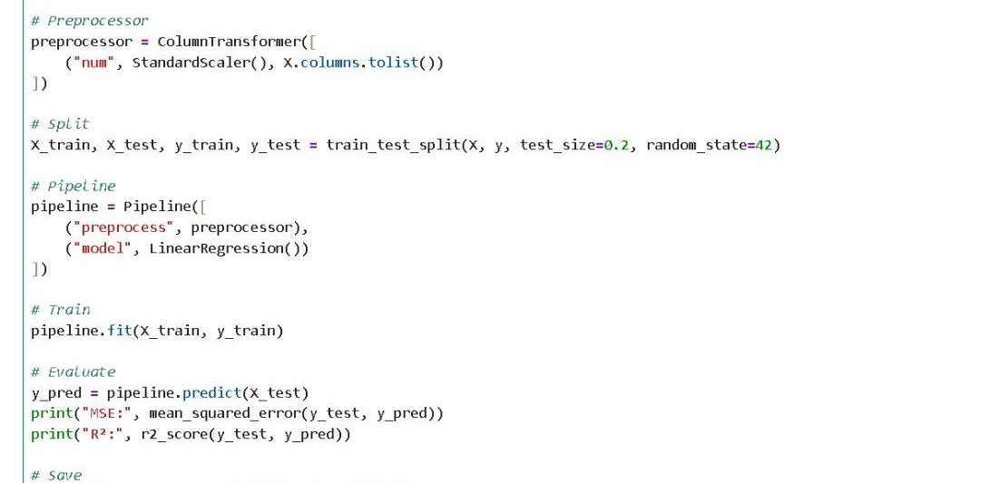 # Preprocessor
preprocessor = ColumnTransformer([
    ("num", StandardScaler(), X.columns.tolist())
])
# Split
X_train, X_test, y_train, y_test = train_test_split(X, y, test_size=0.2, random_state=42)
# Pipeline
pipeline = Pipeline([
    ("preprocess", preprocessor),
    ("model", LinearRegression())
])
# Train
pipeline.fit(X_train, y_train)
# Evaluate
y_pred = pipeline.predict(X_test)
print("MSE:", mean_squared_error(y_test, y_pred))
print("R²:", r2_score(y_test, y_pred))
# Save